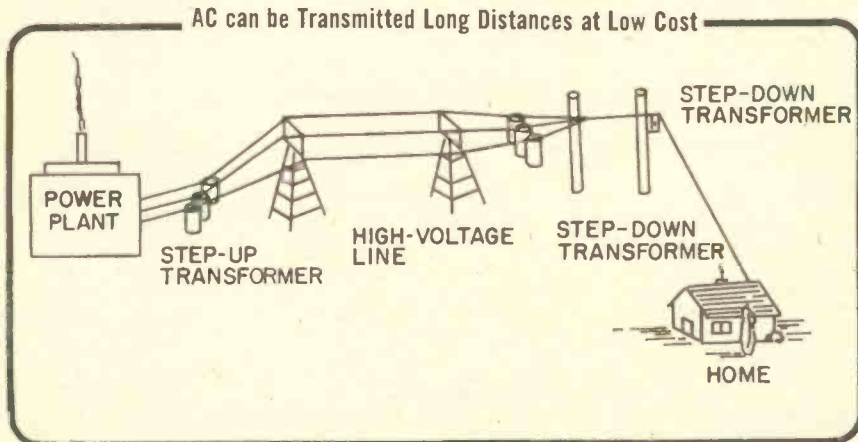 AC can be Transmitted Long Distances at Low Cost
STEP-DOWN
TRANSFORMER
POWER
PLANT
STEP-UP
TRANSFORMER
HIGH-VOLTAGE
LINE
STEP-DOWN
TRANSFORMER
HOME